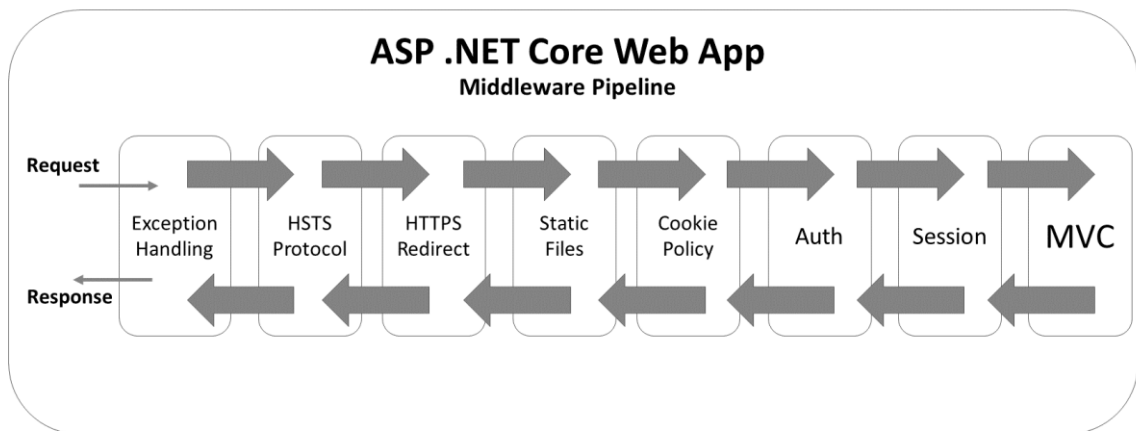 ASP .NET Core Web App
Middleware Pipeline
Request
Exception
Handling
HSTS
Protocol
HTTPS
Redirect
Static
Files
Cookie
Policy
Auth
Session
MVC
Response